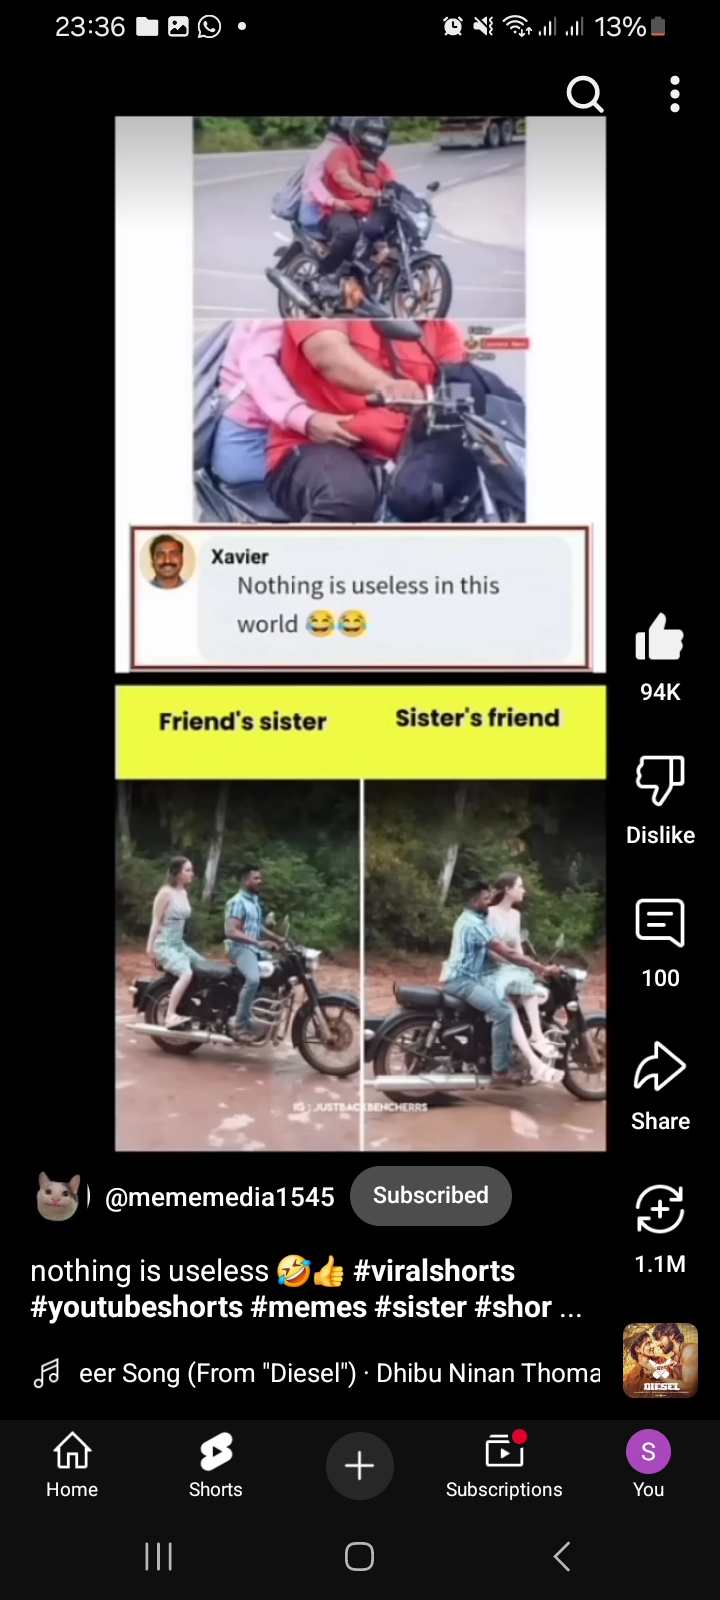 23:36
13%
Xavier
Nothing is useless in this
world 😂😂
Friend's sister
Sister's friend
IG : JUSTBACKBENCHERRS
94K
Dislike
100
Share
1.1M
@mememedia1545
Subscribed
nothing is useless 🤣👍 #viralshorts
#youtubeshorts #memes #sister #shor ...
eer Song (From "Diesel") · Dhibu Ninan Thoma
DIESEL
Home
Shorts
Subscriptions
S
You